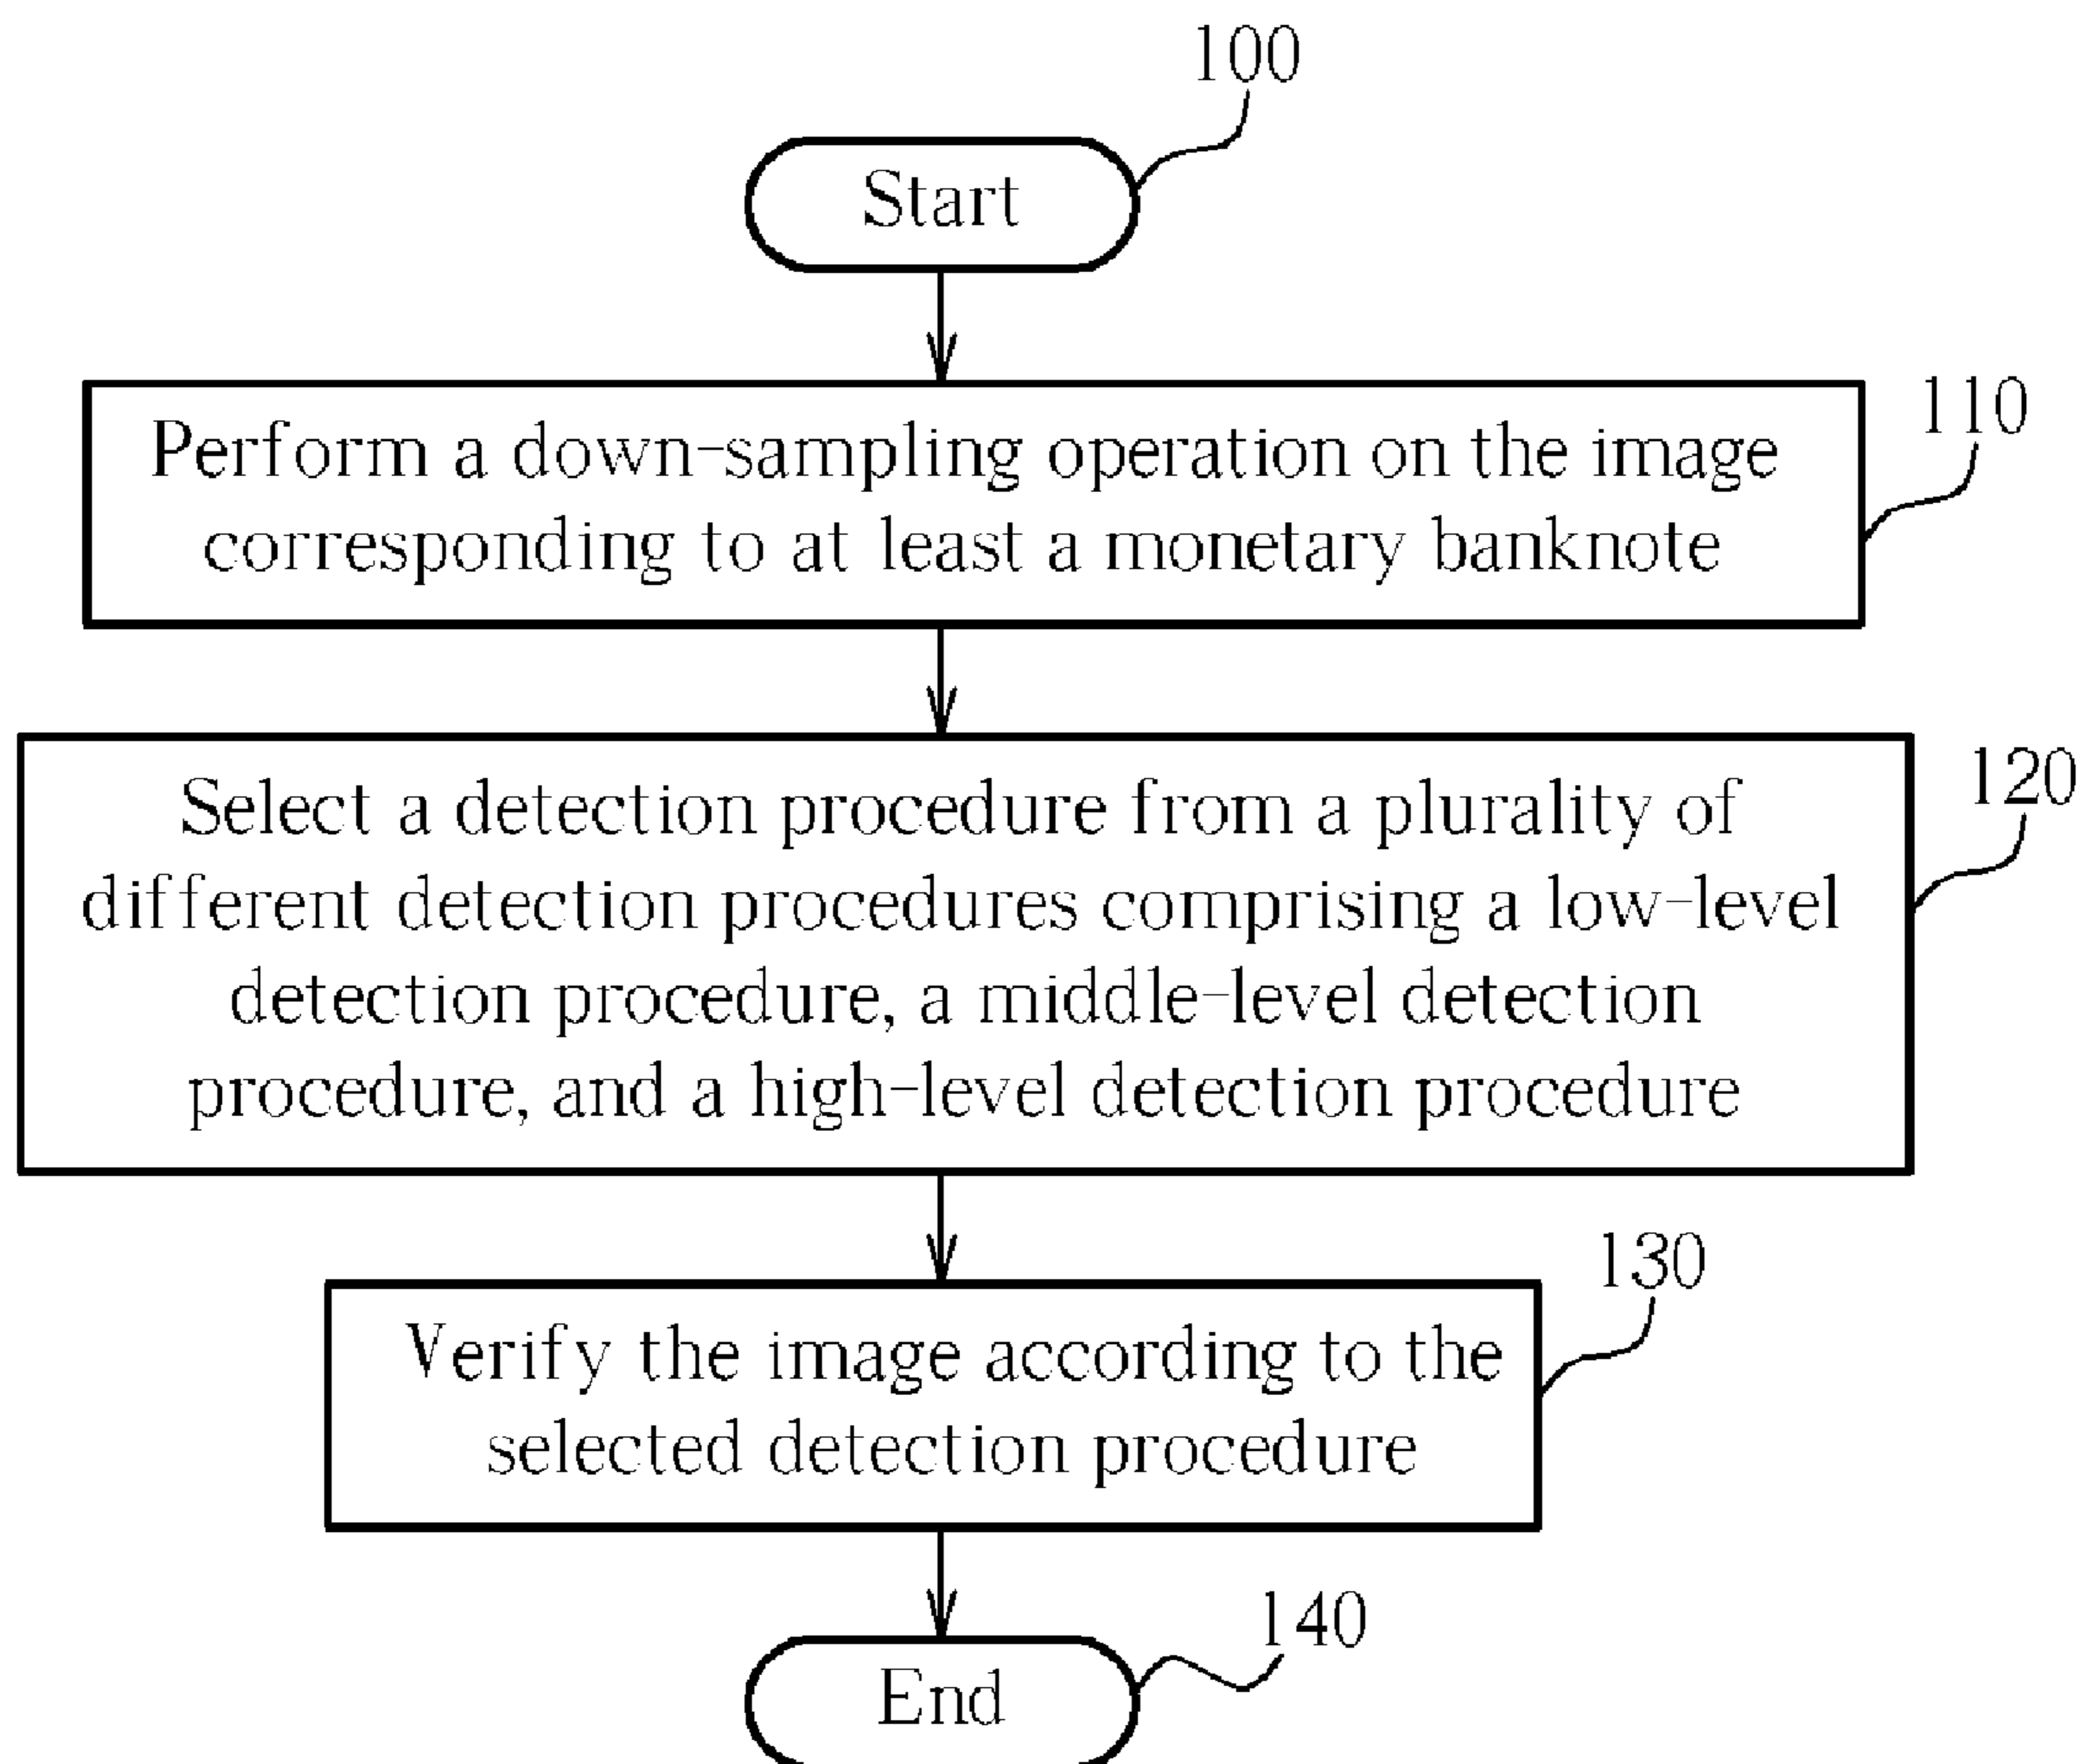 100
Start
110
Perform a down-sampling operation on the image
corresponding to at least a monetary banknote
120
Select a detection procedure from a plurality of
different detection procedures comprising a low-level
detection procedure, a middle-level detection
procedure, and a high-level detection procedure
130
Verify the image according to the
selected detection procedure
140
End